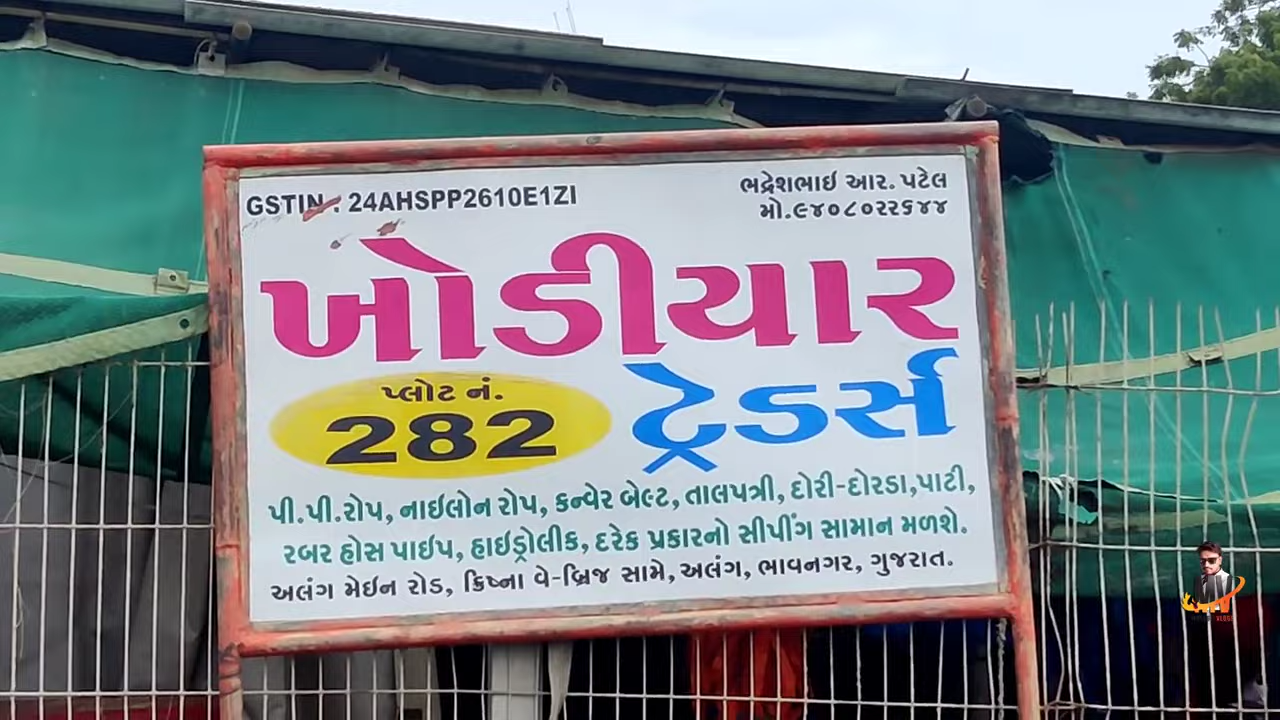 GSTIN : 24AHSPP2610E1ZI
ભદ્રેશભાઇ આર. પટેલ
મો.૯૪૦૮૦૨૨૬૪૪
ખોડીયાર
પ્લોટ નં.
282
ટ્રેડર્સ
પી.પી.રોપ, નાઇલોન રોપ, કન્વેર બેલ્ટ, તાલપત્રી, દોરી-દોરડા,પાટી,
રબર હોસ પાઇપ, હાઇડ્રોલીક, દરેક પ્રકારનો સીપીંગ સામાન મળશે.
અલંગ મેઇન રોડ, ક્રિષ્ના વે-બ્રિજ સામે, અલંગ, ભાવનગર, ગુજરાત.